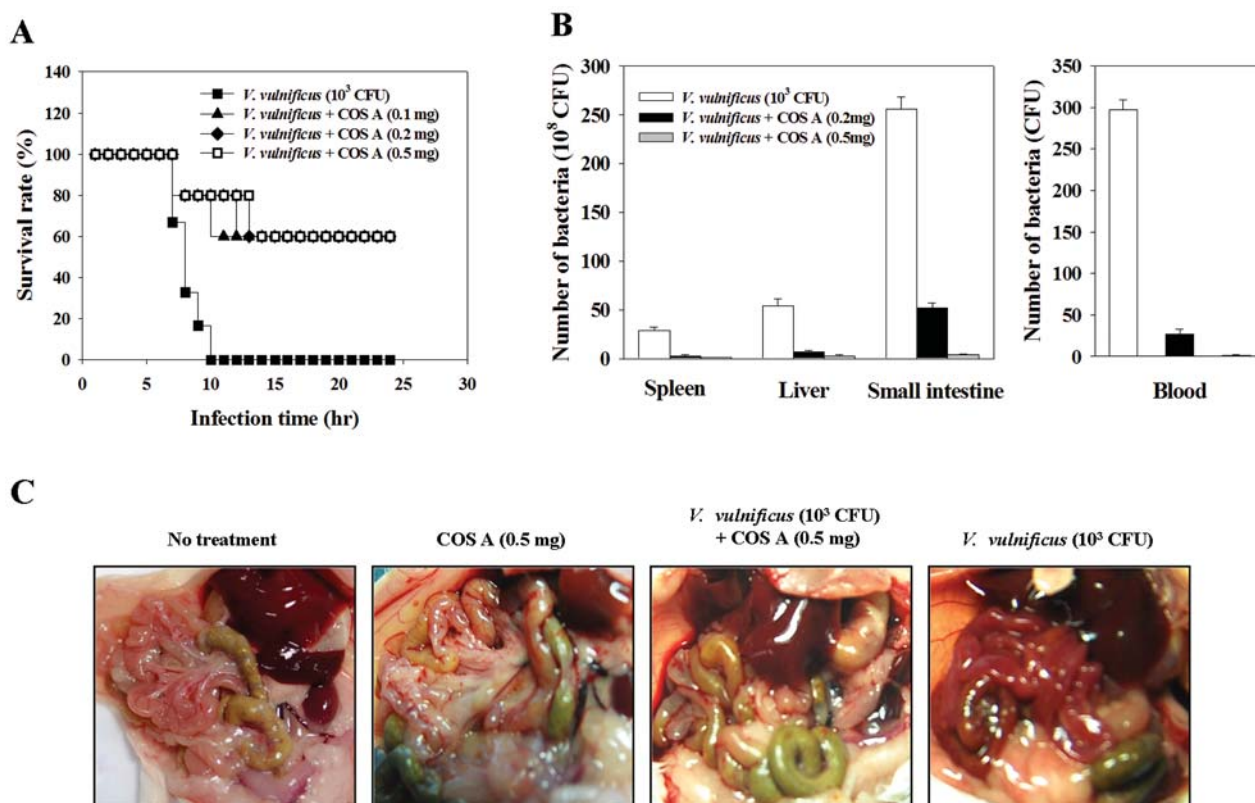 A
Survival rate (%)
140
120
100
80
60
40
20
0
0 5 10 15 20 25 30
Infection time (hr)
V. vulnificus (10³ CFU)
V. vulnificus + COS A (0.1 mg)
V. vulnificus + COS A (0.2 mg)
V. vulnificus + COS A (0.5 mg)
B
Number of bacteria (10⁸ CFU)
300
250
200
150
100
50
0
V. vulnificus (10³ CFU)
V. vulnificus + COS A (0.2mg)
V. vulnificus + COS A (0.5mg)
Spleen Liver Small intestine
Number of bacteria (CFU)
350
300
250
200
150
100
50
0
Blood
C
No treatment
COS A (0.5 mg)
V. vulnificus (10³ CFU)
+ COS A (0.5 mg)
V. vulnificus (10³ CFU)